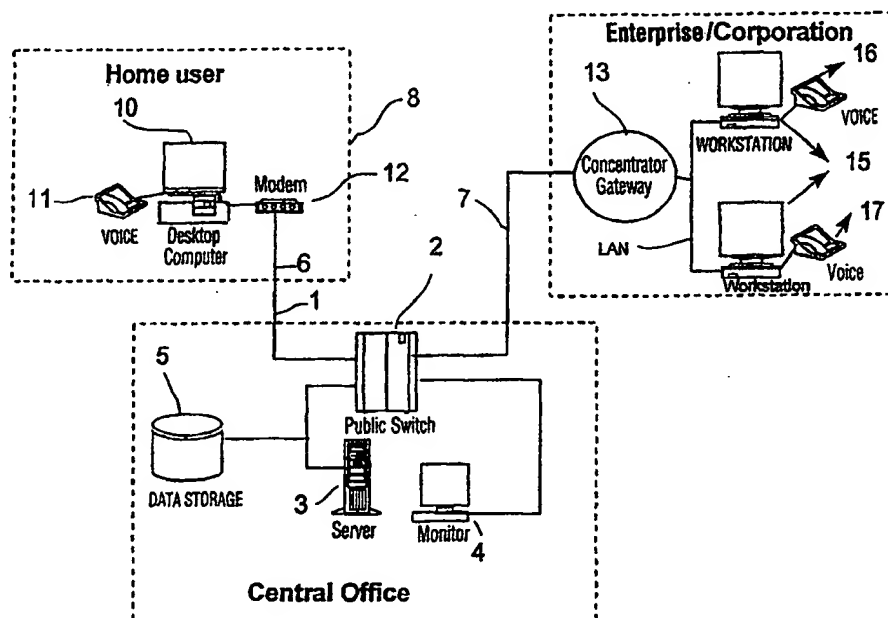 Home user
10
8
11
VOICE
Desktop
Computer
Modem
12
6
1
Enterprise/Corporation
13
Concentrator
Gateway
7
LAN
WORKSTATION
16
VOICE
15
17
Workstation
Voice
2
Public Switch
5
DATA STORAGE
3
Server
Monitor
4
Central Office